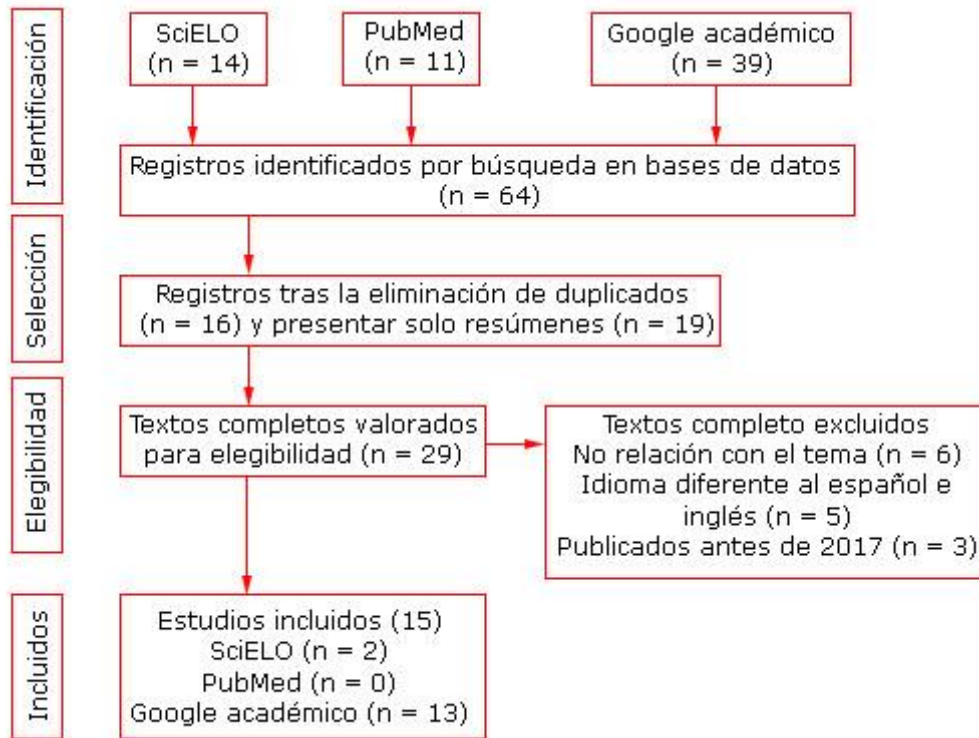 Identificación
SciELO
(n = 14)
PubMed
(n = 11)
Google académico
(n = 39)
Registros identificados por búsqueda en bases de datos
(n = 64)
Selección
Registros tras la eliminación de duplicados
(n = 16) y presentar solo resúmenes (n = 19)
Elegibilidad
Textos completos valorados
para elegibilidad (n = 29)
Textos completo excluidos
No relación con el tema (n = 6)
Idioma diferente al español e
inglés (n = 5)
Publicados antes de 2017 (n = 3)
Incluidos
Estudios incluidos (15)
SciELO (n = 2)
PubMed (n = 0)
Google académico (n = 13)